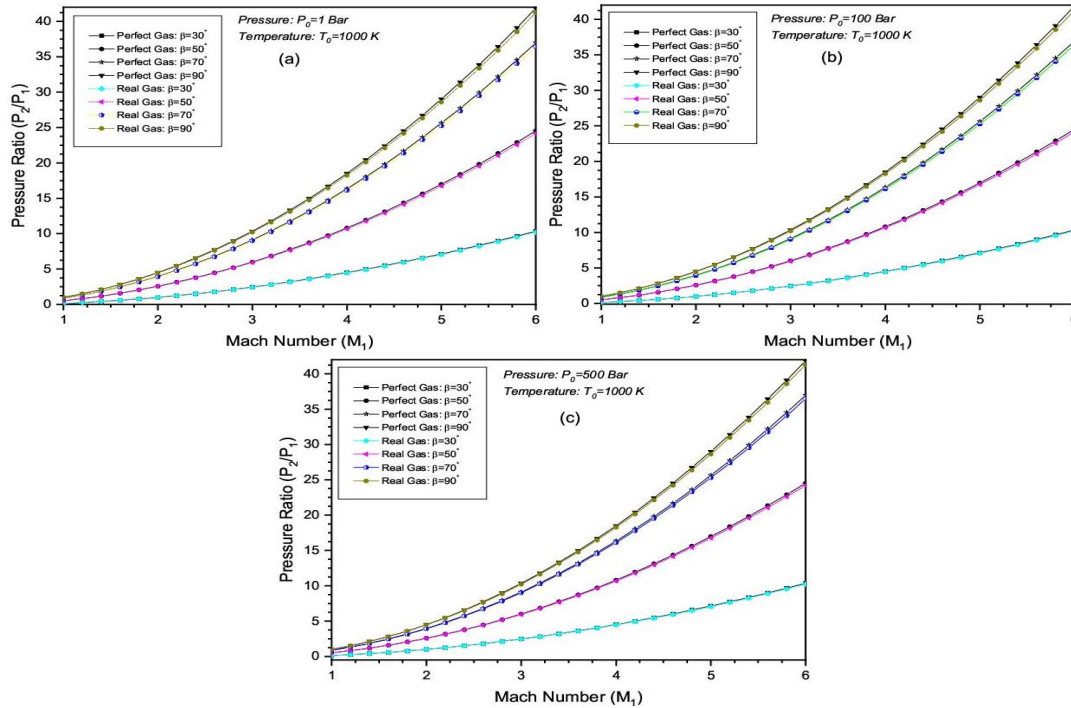 Pressure: P₀=1 Bar
Temperature: T₀=1000 K
(a)
Perfect Gas: β=30°
Perfect Gas: β=50°
Perfect Gas: β=70°
Perfect Gas: β=90°
Real Gas: β=30°
Real Gas: β=50°
Real Gas: β=70°
Real Gas: β=90°
Pressure Ratio (P₂/P₁)
40
35
30
25
20
15
10
5
0
1 2 3 4 5 6
Mach Number (M₁)
Pressure: P₀=100 Bar
Temperature: T₀=1000 K
(b)
Perfect Gas: β=30°
Perfect Gas: β=50°
Perfect Gas: β=70°
Perfect Gas: β=90°
Real Gas: β=30°
Real Gas: β=50°
Real Gas: β=70°
Real Gas: β=90°
Pressure Ratio (P₂/P₁)
40
35
30
25
20
15
10
5
0
1 2 3 4 5 6
Mach Number (M₁)
Pressure: P₀=500 Bar
Temperature: T₀=1000 K
(c)
Perfect Gas: β=30°
Perfect Gas: β=50°
Perfect Gas: β=70°
Perfect Gas: β=90°
Real Gas: β=30°
Real Gas: β=50°
Real Gas: β=70°
Real Gas: β=90°
Pressure Ratio (P₂/P₁)
40
35
30
25
20
15
10
5
0
1 2 3 4 5 6
Mach Number (M₁)